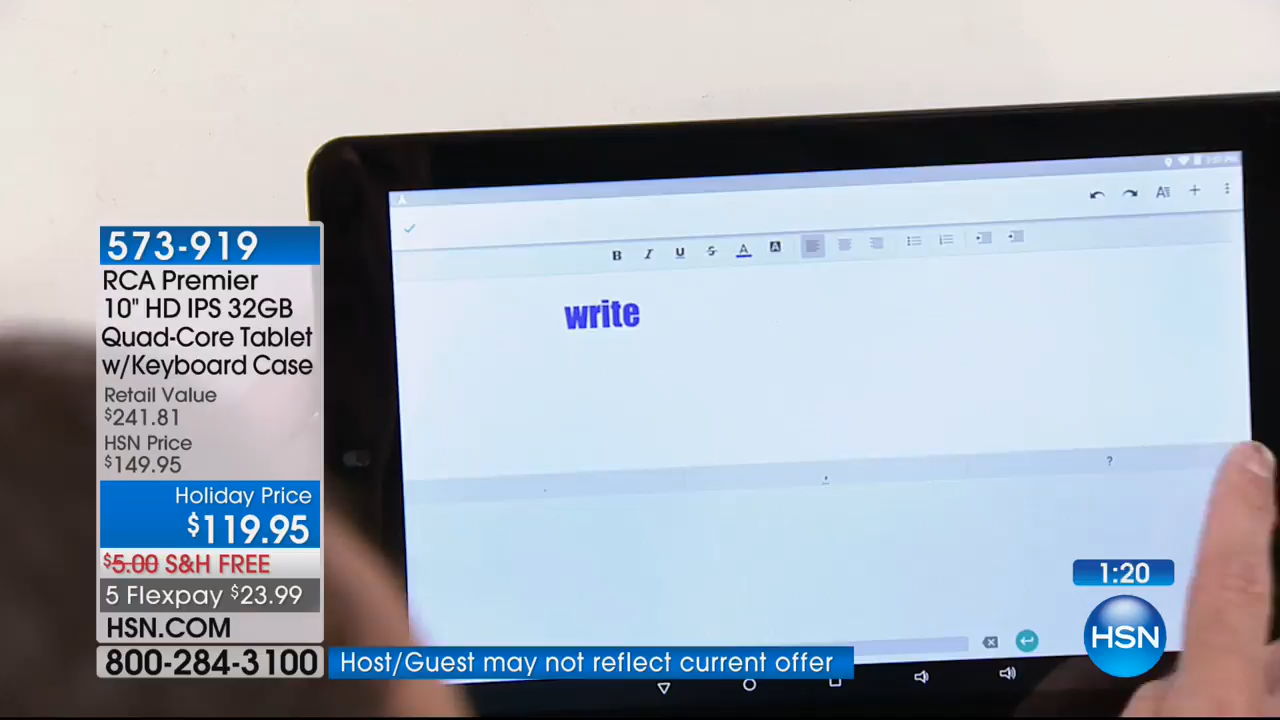 573-919
RCA Premier
10" HD IPS 32GB
Quad-Core Tablet
w/Keyboard Case
Retail Value
$241.81
HSN Price
$149.95
Holiday Price
$119.95
$5.00 S&H FREE
5 Flexpay $23.99
HSN.COM
800-284-3100
Host/Guest may not reflect current offer
B I U S A A
write
, ?
1:20
HSN